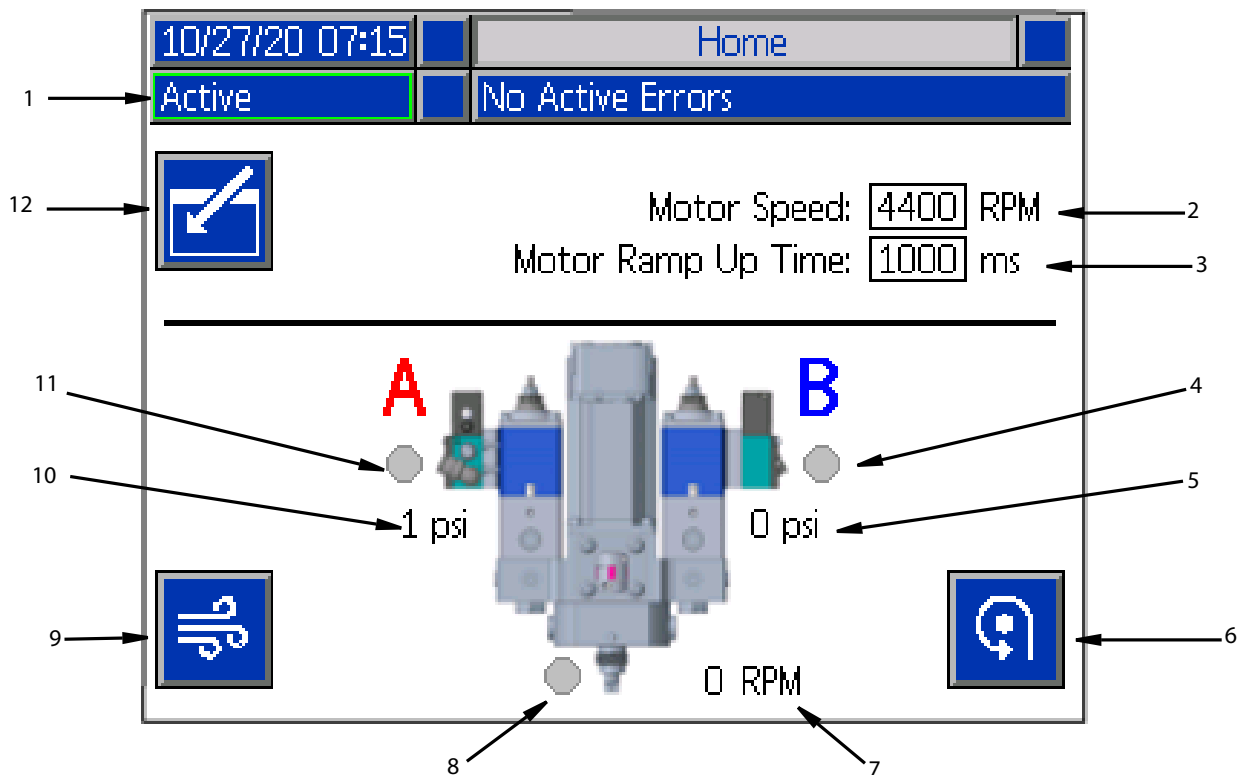 10/27/20 07:15 Home
1 Active No Active Errors
12 Motor Speed: 4400 RPM 2
Motor Ramp Up Time: 1000 ms 3
A B
11 4
10 1 psi 0 psi 5
9 6
0 RPM
8 7